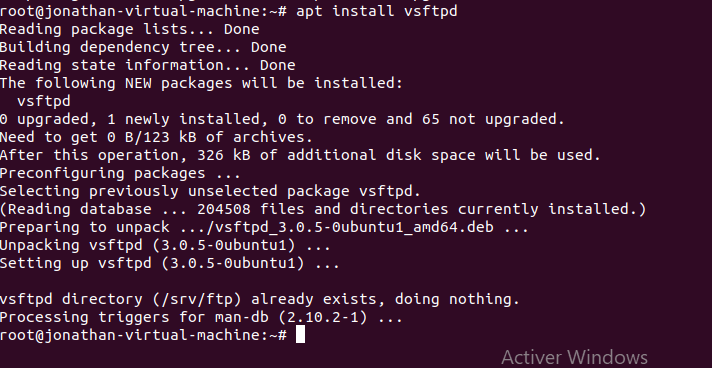 root@jonathan-virtual-machine:~# apt install vsftpd
Reading package lists... Done
Building dependency tree... Done
Reading state information... Done
The following NEW packages will be installed:
  vsftpd
0 upgraded, 1 newly installed, 0 to remove and 65 not upgraded.
Need to get 0 B/123 kB of archives.
After this operation, 326 kB of additional disk space will be used.
Preconfiguring packages ...
Selecting previously unselected package vsftpd.
(Reading database ... 204508 files and directories currently installed.)
Preparing to unpack .../vsftpd_3.0.5-0ubuntu1_amd64.deb ...
Unpacking vsftpd (3.0.5-0ubuntu1) ...
Setting up vsftpd (3.0.5-0ubuntu1) ...

vsftpd directory (/srv/ftp) already exists, doing nothing.
Processing triggers for man-db (2.10.2-1) ...
root@jonathan-virtual-machine:~#
Activer Windows